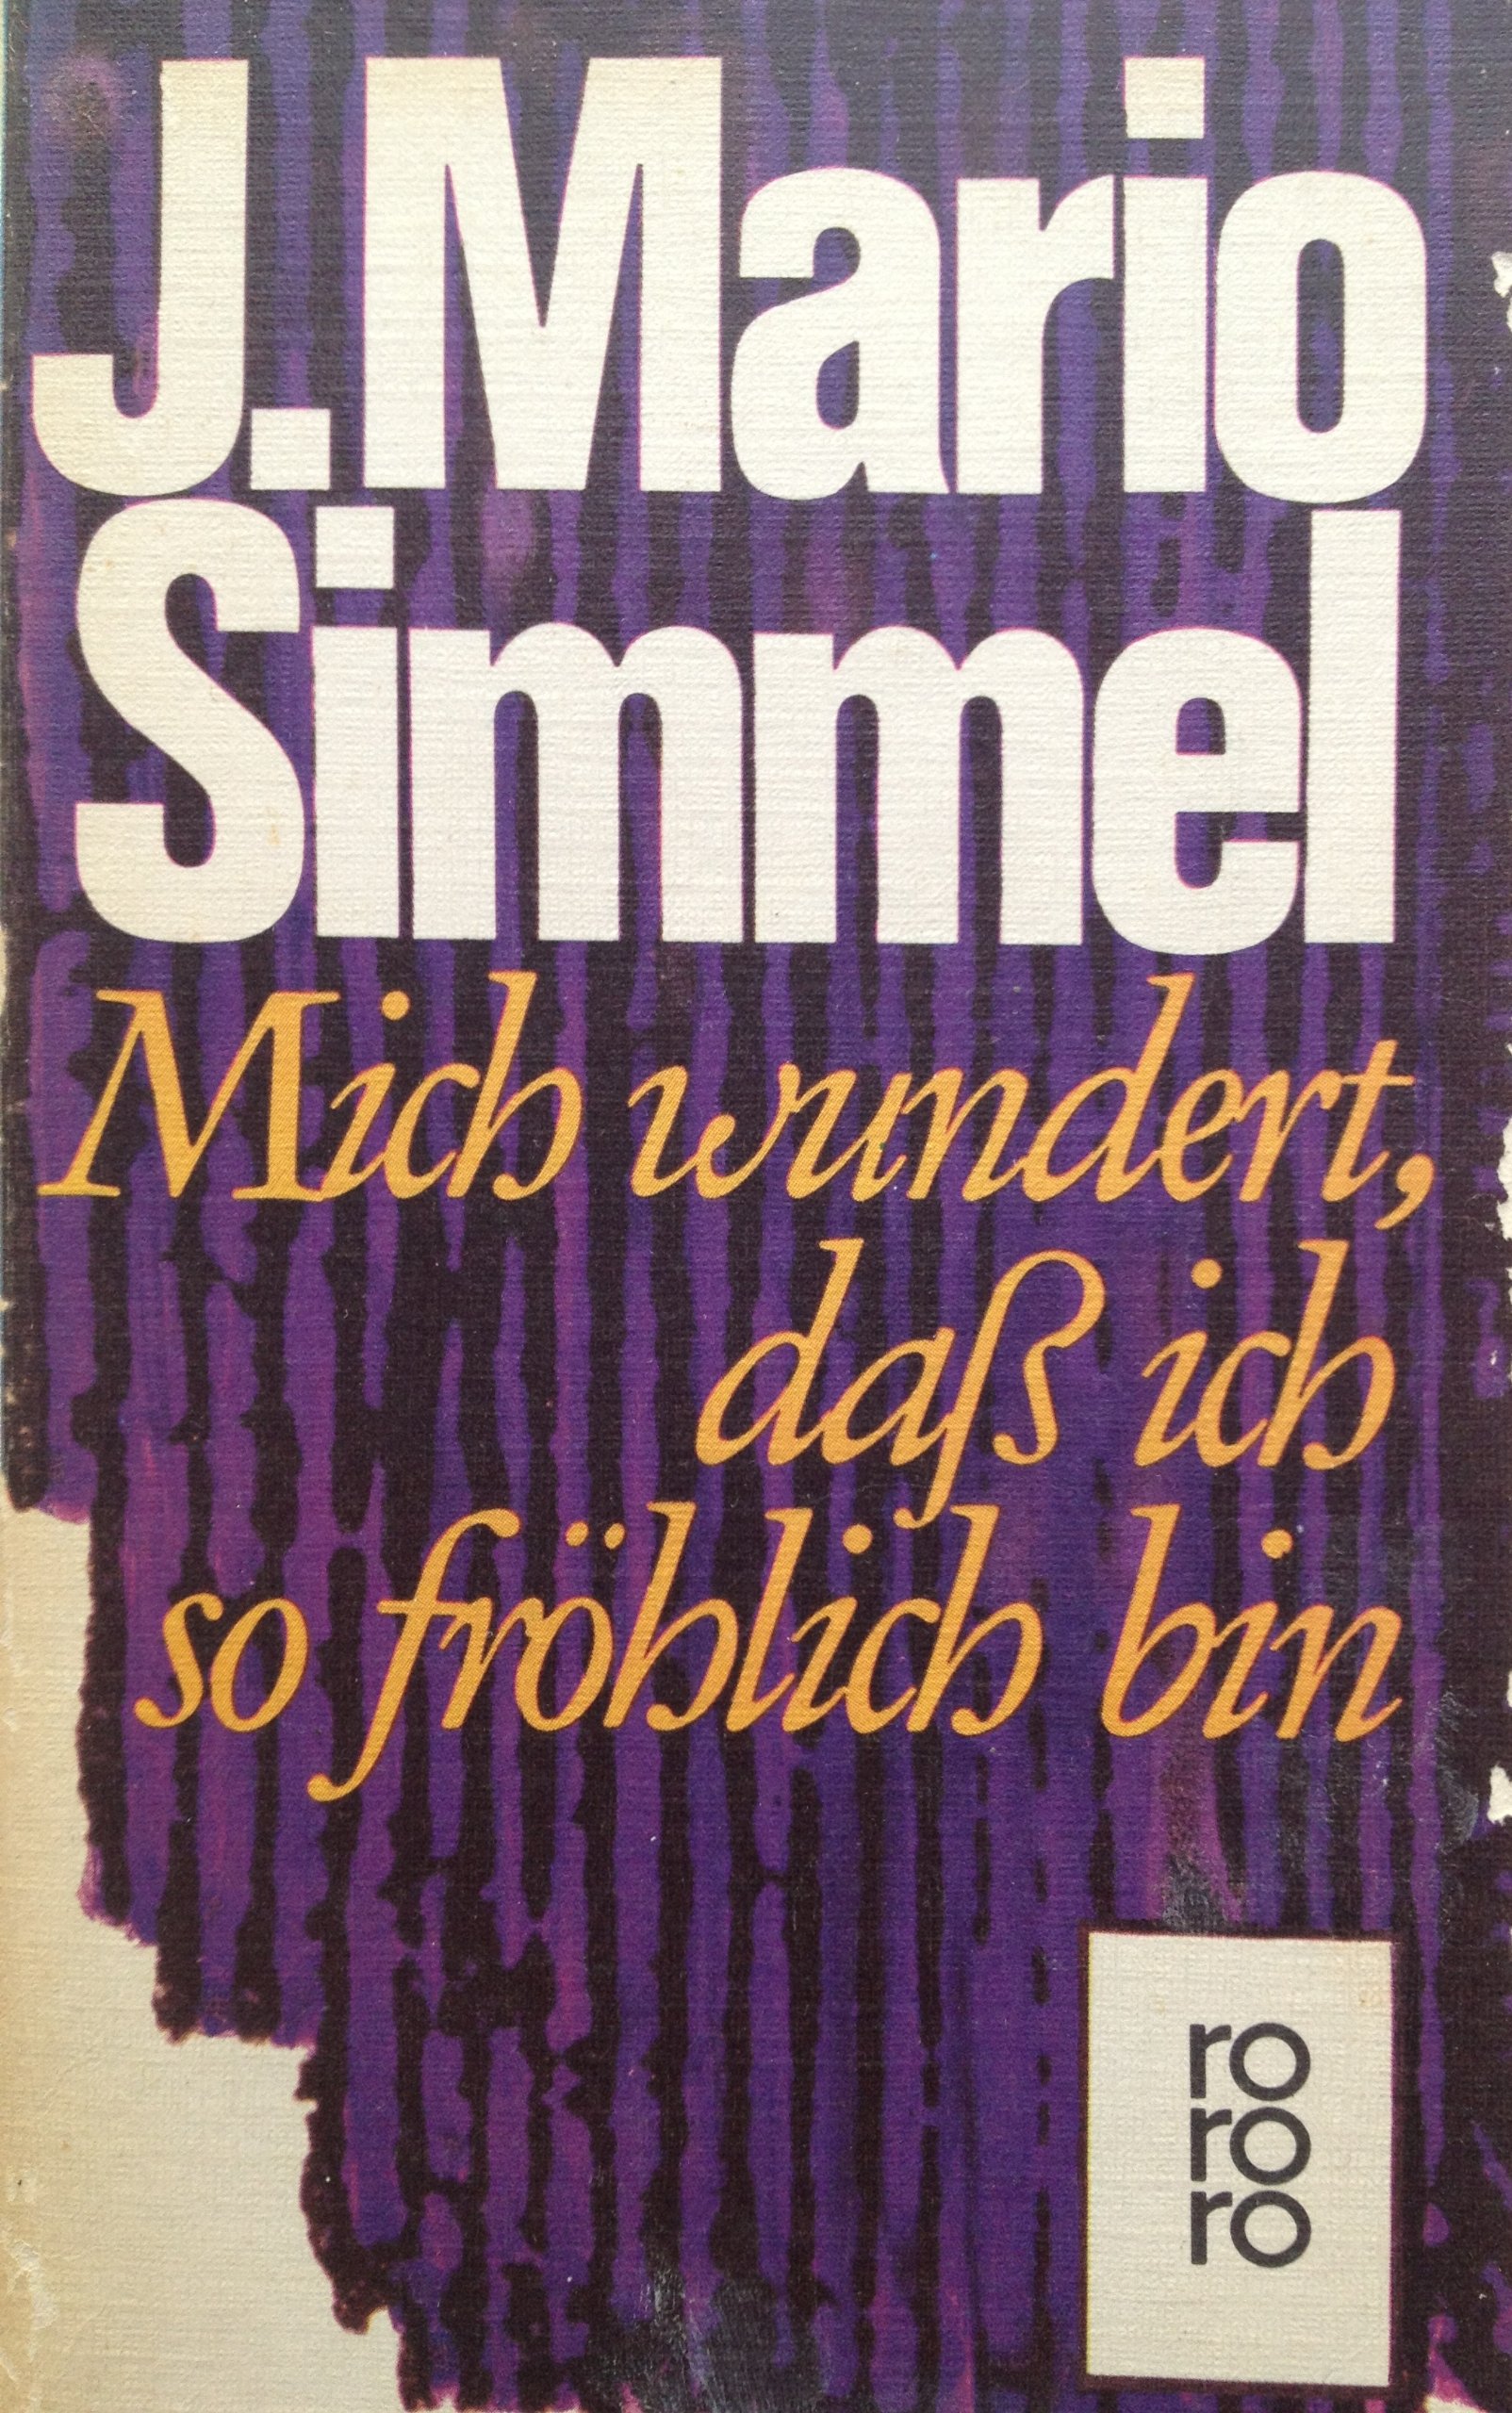 J. Mario
Simmel
Mich wundert,
daß ich
so fröhlich bin
ro
ro
ro